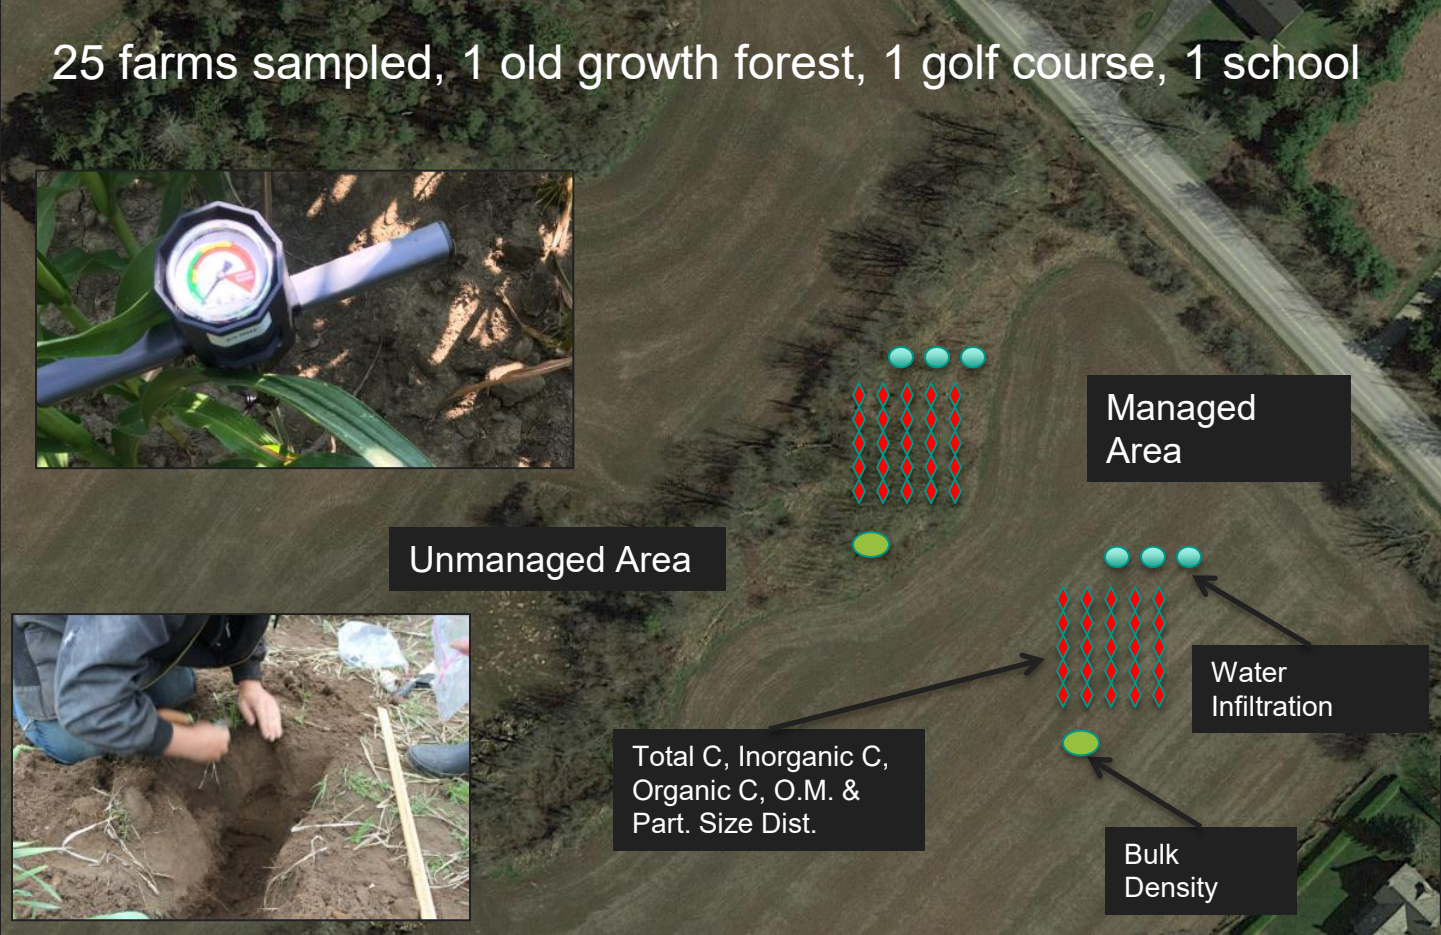 25 farms sampled, 1 old growth forest, 1 golf course, 1 school
Managed
Area
Unmanaged Area
Water
Infiltration
Total C, Inorganic C,
Organic C, O.M. &
Part. Size Dist.
Bulk
Density